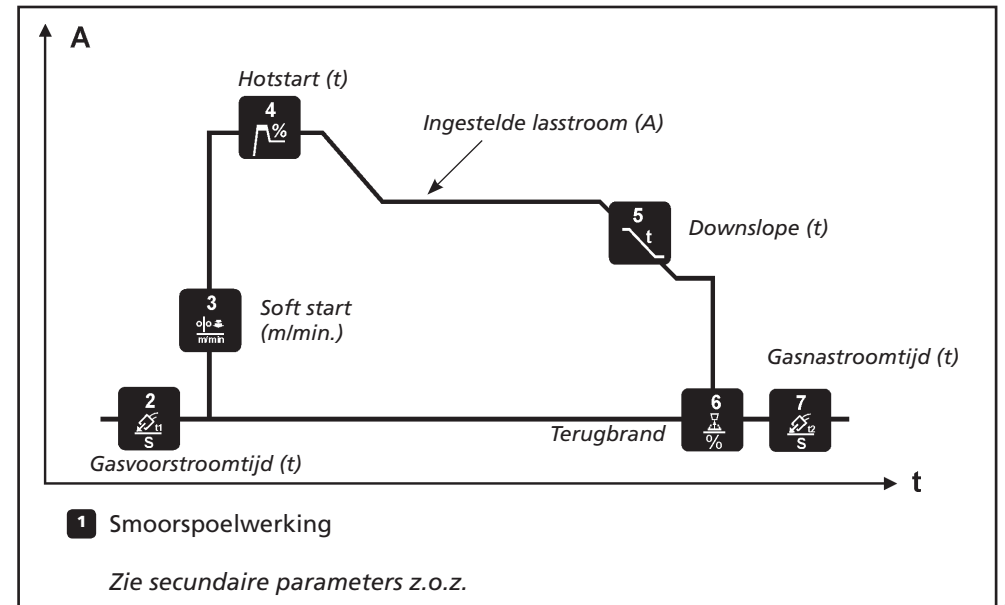 A
Hotstart (t)
4
%
Ingestelde lasstroom (A)
5
t
Downslope (t)
3
m/min
Soft start
(m/min.)
Gasnastroomtijd (t)
2
t1
S
6
%
7
t2
S
Terugbrand
Gasvoorstroomtijd (t)
t
1 Smoorspoelwerking
Zie secundaire parameters z.o.z.